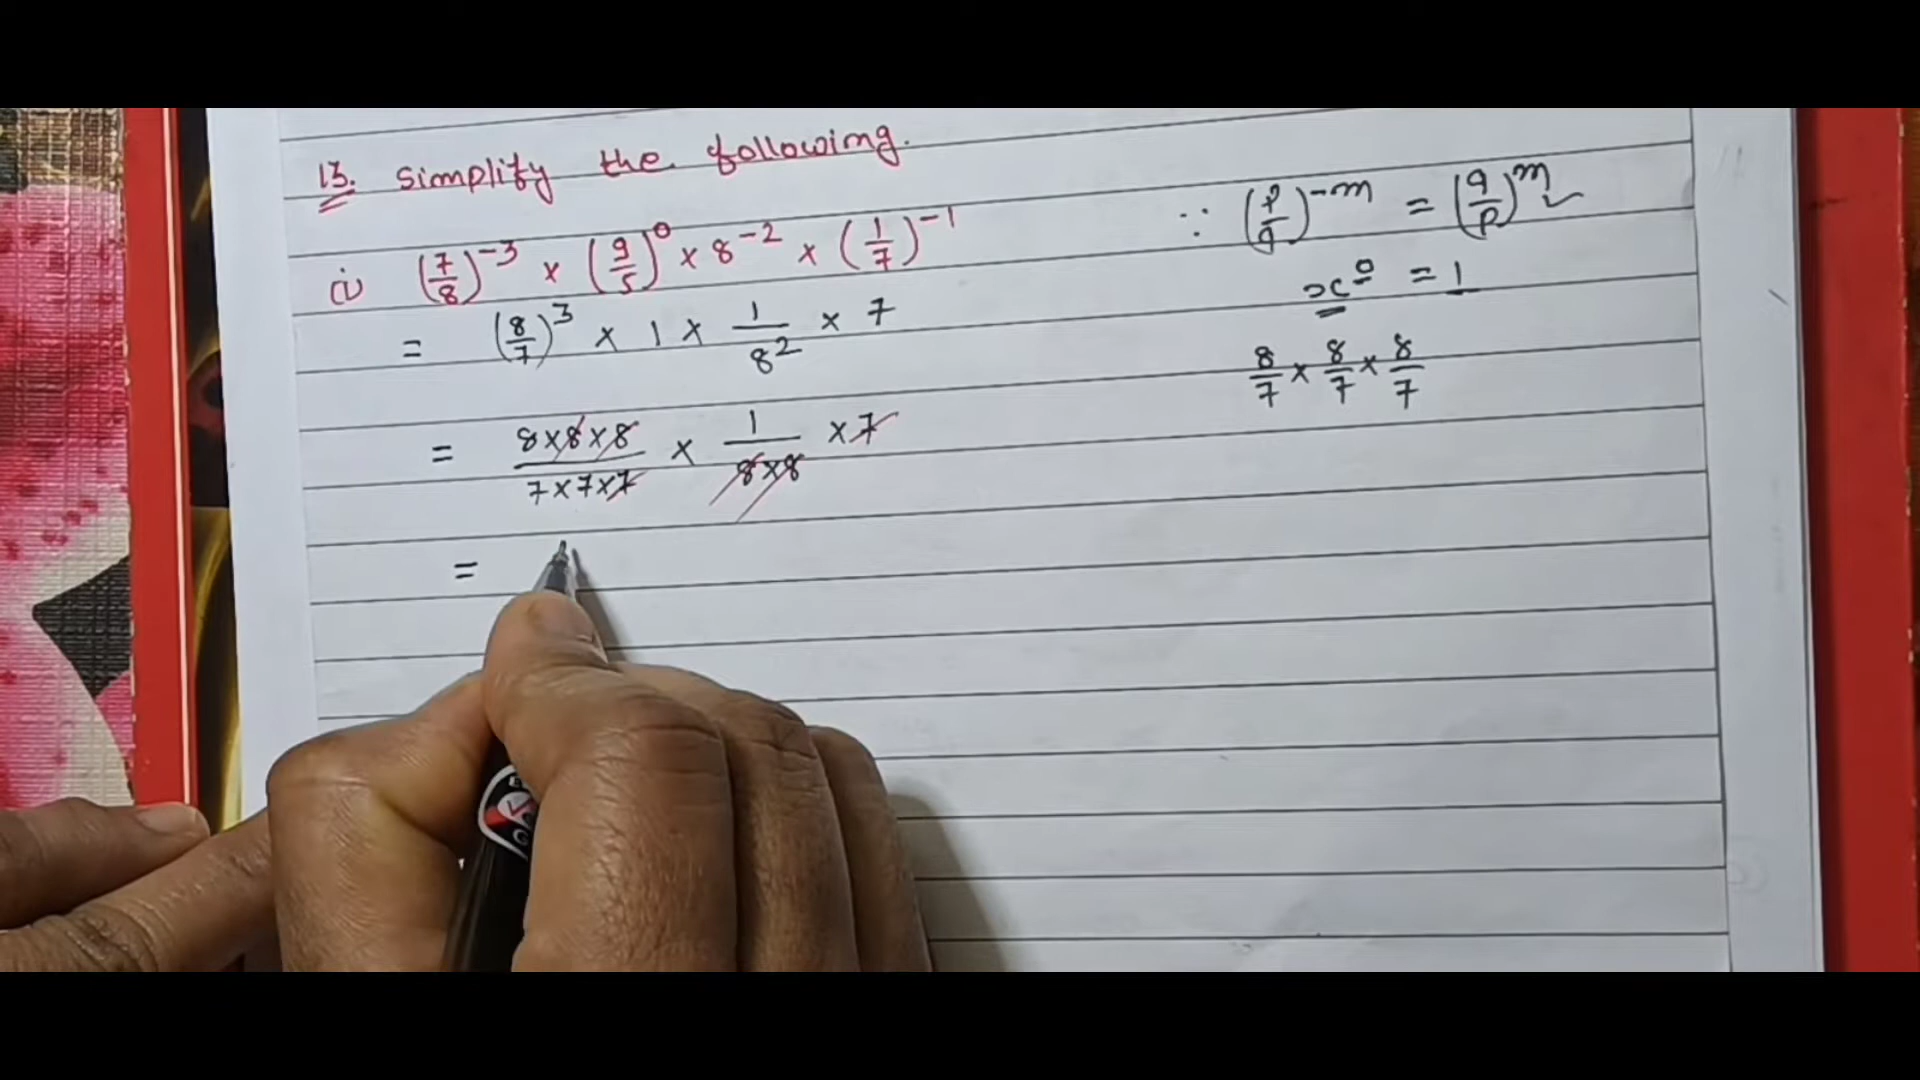 13. Simplify the following.
(i) (7/8)^-3 × (9/5)^0 × 8^-2 × (1/7)^-1
= (8/7)^3 × 1 × 1/8^2 × 7
= 8×8×8/7×7×7 × 1/8×8 × 7
=
∵ (p/q)^-m = (q/p)^m
x^0 = 1
8/7 × 8/7 × 8/7